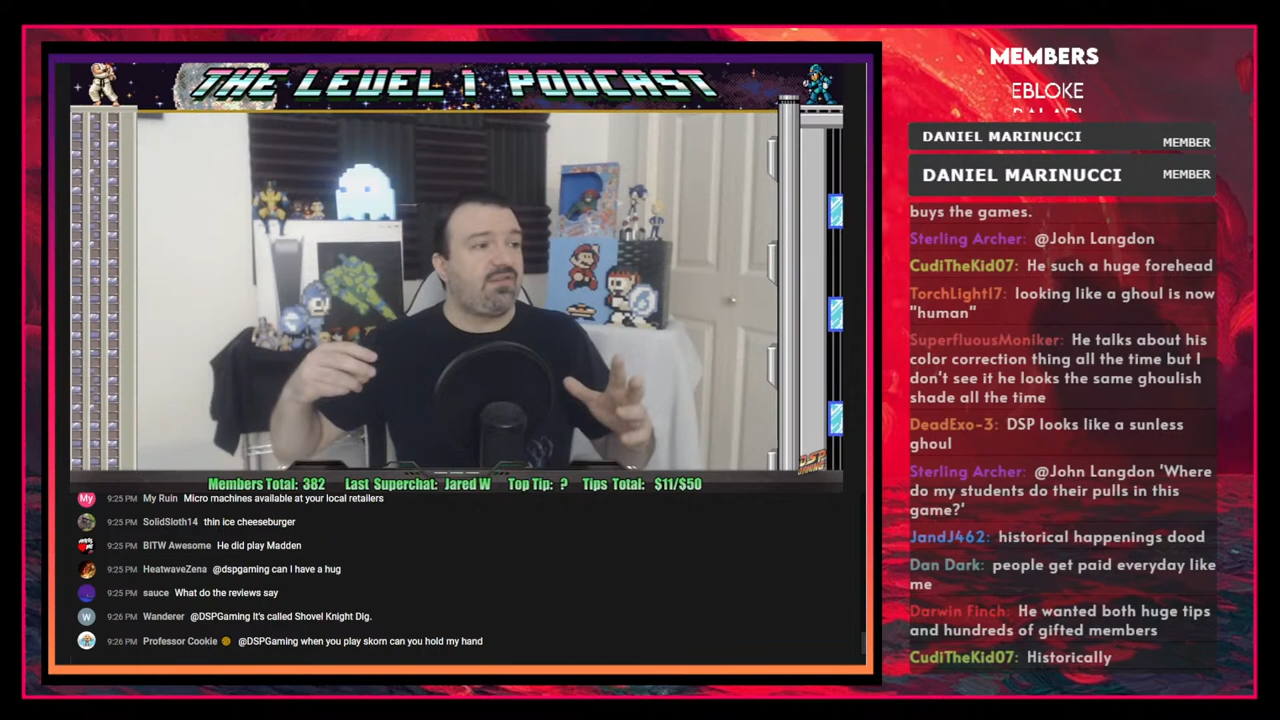 THE LEVEL 1 PODCAST
Members Total: 382 Last Superchat: Jared W Top Tip: ? Tips Total: $11/$50
My 9:25 PM My Ruin Micro machines available at your local retailers
9:25 PM SolidSloth14 thin ice cheeseburger
9:25 PM BITW Awesome He did play Madden
9:25 PM HeatwaveZena @dspgaming can I have a hug
9:25 PM sauce What do the reviews say
W 9:26 PM Wanderer @DSPGaming It's called Shovel Knight Dig.
9:26 PM Professor Cookie @DSPGaming when you play skorn can you hold my hand
DSP
GAMING
MEMBERS
EBLOKE
DANIEL MARINUCCI MEMBER
DANIEL MARINUCCI MEMBER
buys the games.
Sterling Archer: @John Langdon
CudiTheKid07: He such a huge forehead
TorchLight17: looking like a ghoul is now
"human"
SuperfluousMoniker: He talks about his
color correction thing all the time but I
don't see it he looks the same ghoulish
shade all the time
DeadExo-3: DSP looks like a sunless
ghoul
Sterling Archer: @John Langdon 'Where
do my students do their pulls in this
game?'
JandJ462: historical happenings dood
Dan Dark: people get paid everyday like
me
Darwin Finch: He wanted both huge tips
and hundreds of gifted members
CudiTheKid07: Historically